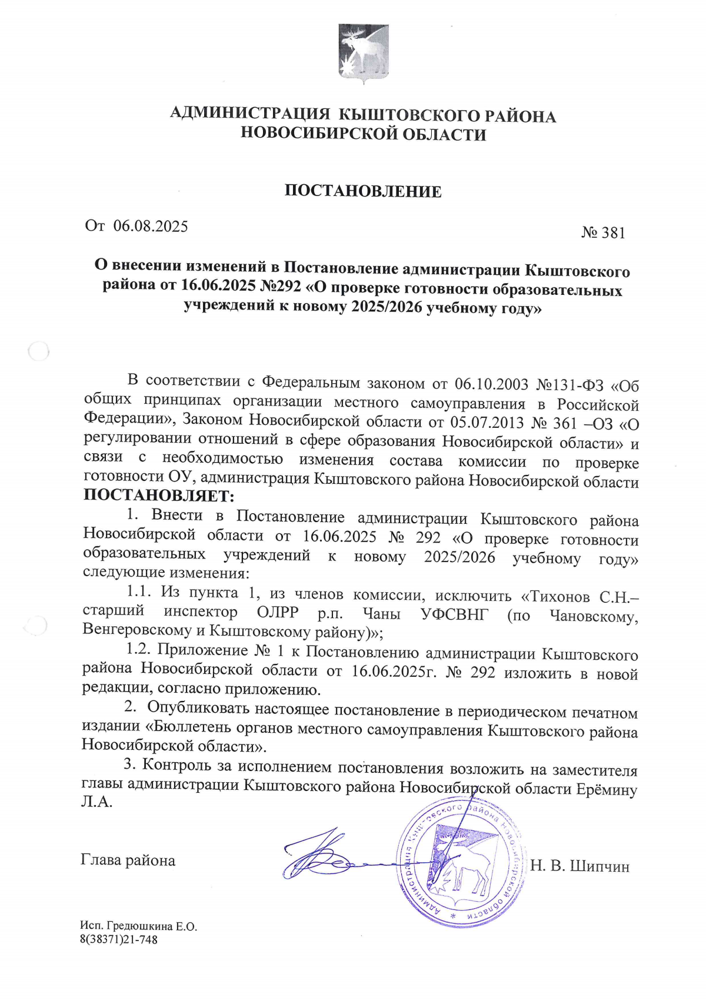 АДМИНИСТРАЦИЯ КЫШТОВСКОГО РАЙОНА
НОВОСИБИРСКОЙ ОБЛАСТИ
ПОСТАНОВЛЕНИЕ
От 06.08.2025
№ 381
О внесении изменений в Постановление администрации Кыштовского
района от 16.06.2025 №292 «О проверке готовности образовательных
учреждений к новому 2025/2026 учебному году»
В соответствии с Федеральным законом от 06.10.2003 №131-ФЗ «Об
общих принципах организации местного самоуправления в Российской
Федерации», Законом Новосибирской области от 05.07.2013 № 361 –ОЗ «О
регулировании отношений в сфере образования Новосибирской области» и
связи с необходимостью изменения состава комиссии по проверке
готовности ОУ, администрация Кыштовского района Новосибирской области
ПОСТАНОВЛЯЕТ:
1. Внести в Постановление администрации Кыштовского района
Новосибирской области от 16.06.2025 № 292 «О проверке готовности
образовательных учреждений к новому 2025/2026 учебному году»
следующие изменения:
1.1. Из пункта 1, из членов комиссии, исключить «Тихонов С.Н.–
старший инспектор ОЛРР р.п. Чаны УФСВНГ (по Чановскому,
Венгеровскому и Кыштовскому району)»;
1.2. Приложение № 1 к Постановлению администрации Кыштовского
района Новосибирской области от 16.06.2025г. № 292 изложить в новой
редакции, согласно приложению.
2. Опубликовать настоящее постановление в периодическом печатном
издании «Бюллетень органов местного самоуправления Кыштовского района
Новосибирской области».
3. Контроль за исполнением постановления возложить на заместителя
главы администрации Кыштовского района Новосибирской области Ерёмину
Л.А.
Глава района
Н. В. Шипчин
Администрация Кыштовского района Новосибирской области *
Исп. Гредюшкина Е.О.
8(38371)21-748